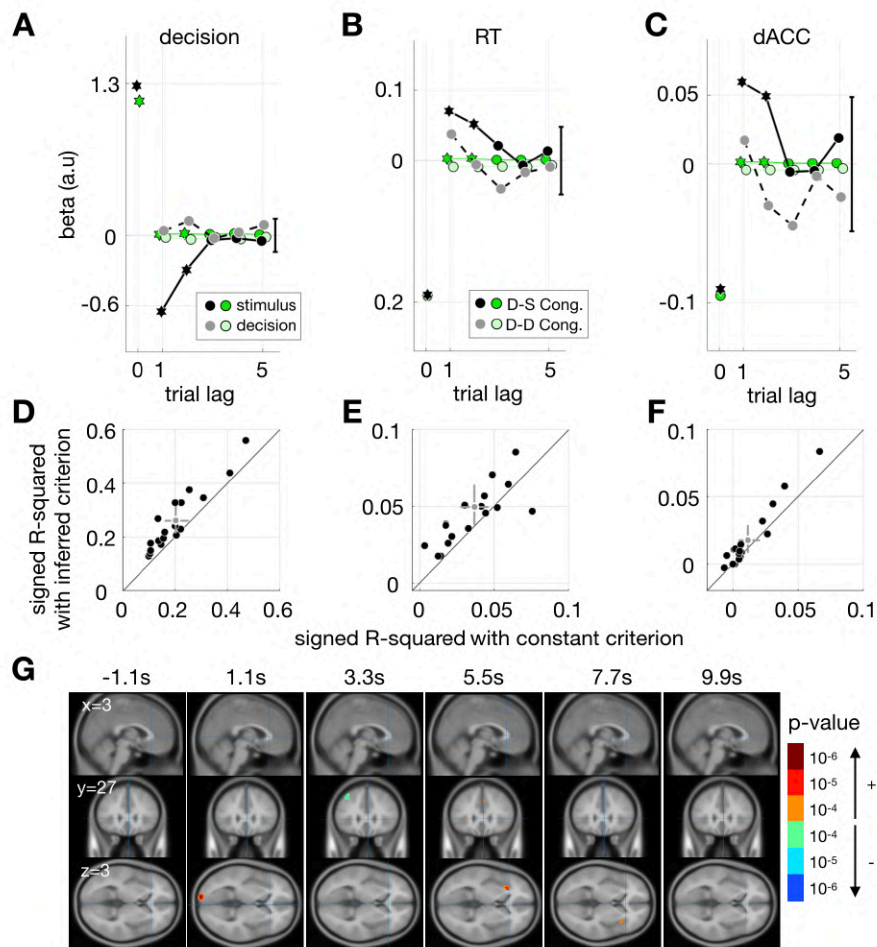 A
decision
B
RT
C
dACC
beta (a.u)
1.3
0
-0.6
0 1 5
trial lag
stimulus
decision
0.1
0
0.2
0 1 5
trial lag
D-S Cong.
D-D Cong.
0.05
0
-0.1
0 1 5
trial lag
D
E
F
signed R-squared
with inferred criterion
0.6
0.4
0.2
0
0 0.2 0.4 0.6
0.1
0.05
0
0 0.05 0.1
0.1
0.05
0
0 0.05 0.1
signed R-squared with constant criterion
G
-1.1s 1.1s 3.3s 5.5s 7.7s 9.9s
x=3
y=27
z=3
p-value
10-6
10-5
10-4
10-4
10-5
10-6
+
-